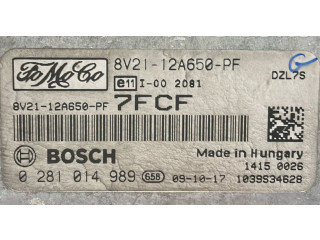 FoMoCo 8V21-12A650-PF G
e11 I-00 2081 DZL7S
8V21-12A650-PF 7FCF
BOSCH Made in Hungary
1415 0026
0 281 014 989 658 09-10-17 1039S34628